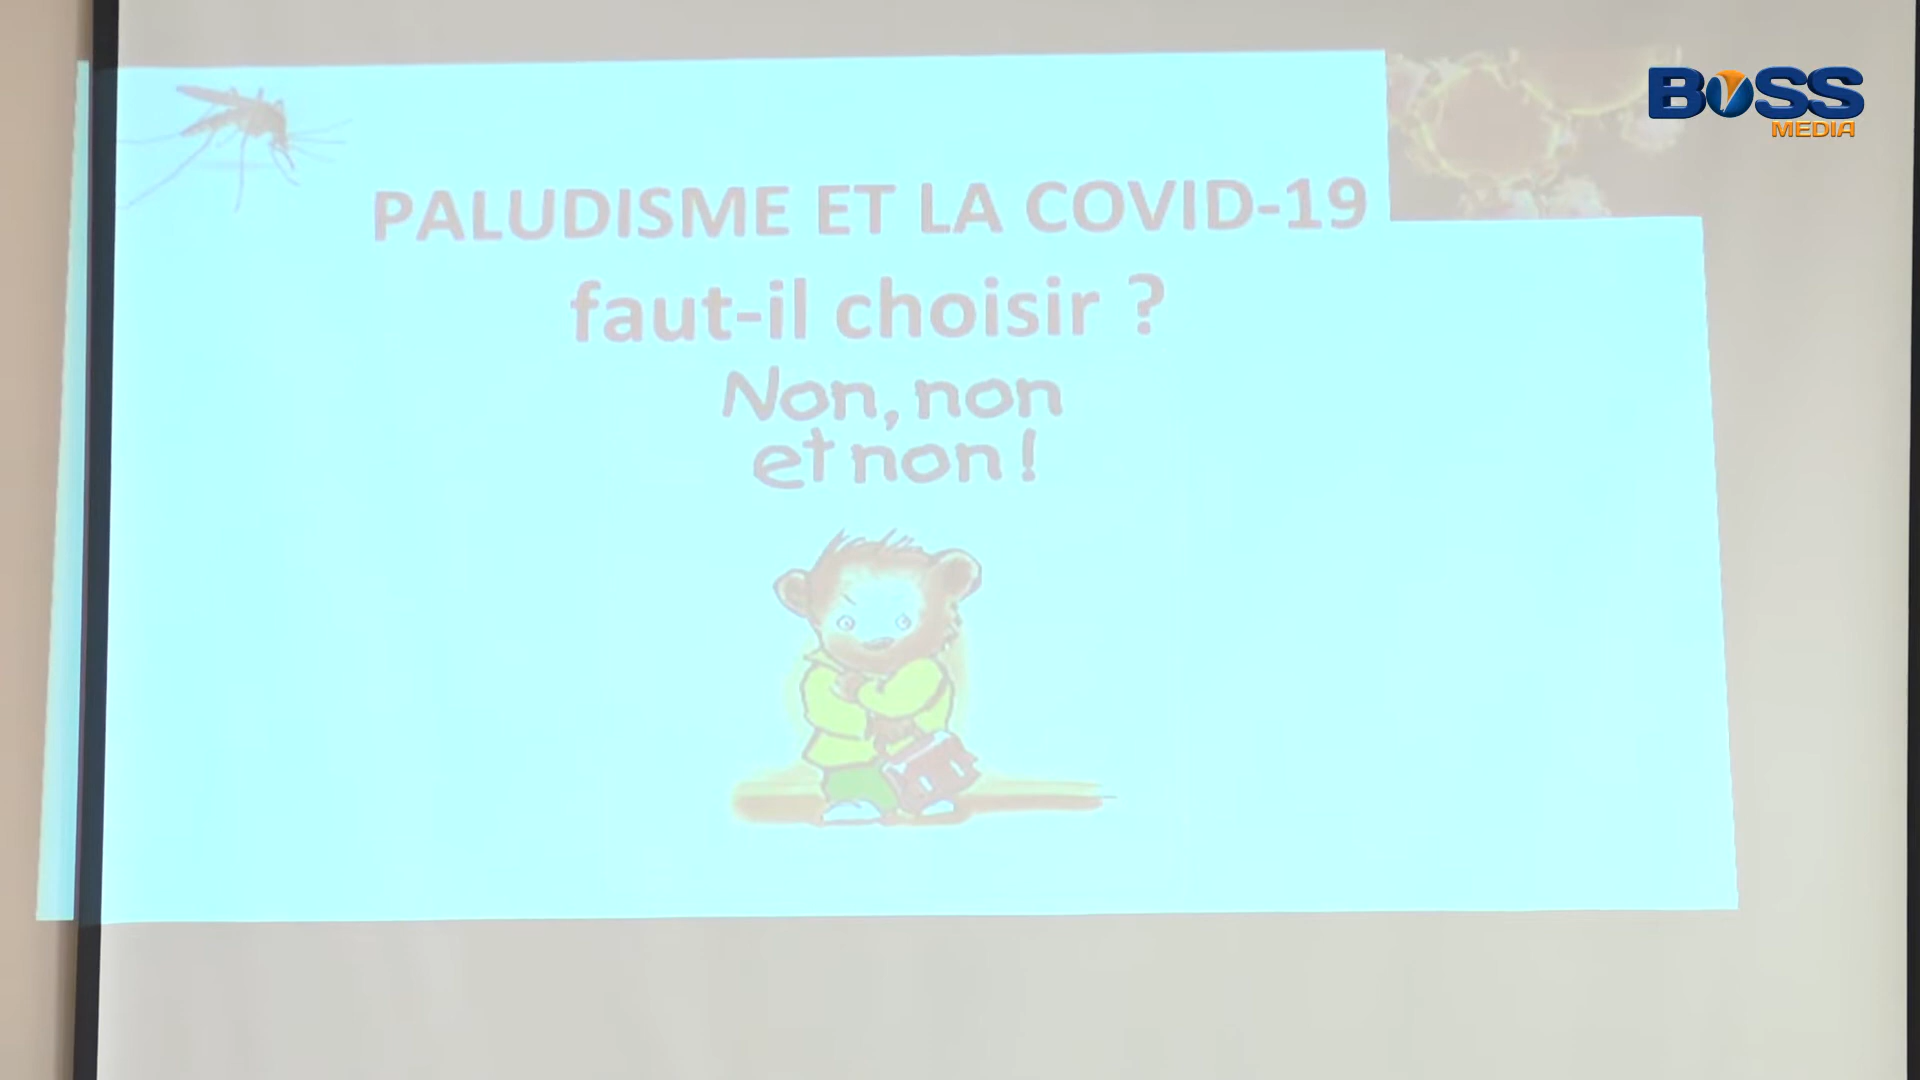 BOSS
MEDIA
PALUDISME ET LA COVID-19
faut-il choisir ?
Non, non
et non !